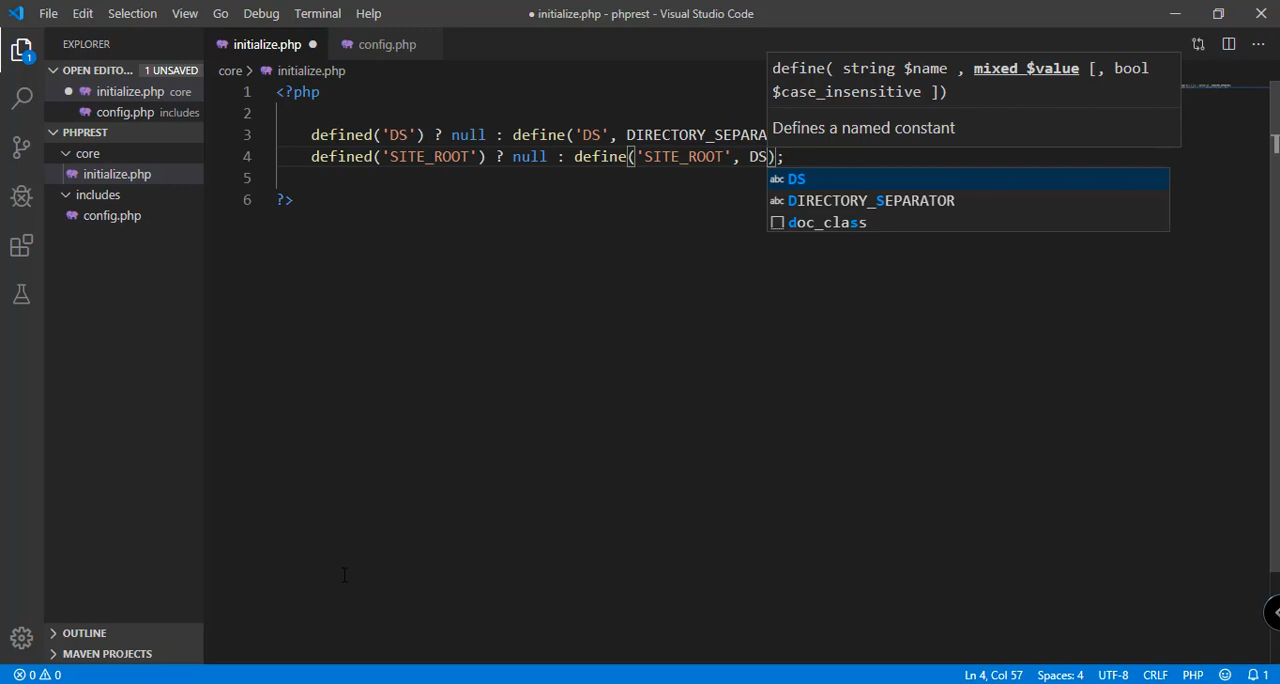 File Edit Selection View Go Debug Terminal Help
● initialize.php - phprest - Visual Studio Code
EXPLORER
OPEN EDITO... 1 UNSAVED
initialize.php core
config.php includes
PHPREST
core
initialize.php
includes
config.php
OUTLINE
MAVEN PROJECTS
initialize.php
config.php
core > initialize.php
1 <?php
2
3 defined('DS') ? null : define('DS', DIRECTORY_SEPARA
4 defined('SITE_ROOT') ? null : define('SITE_ROOT', DS);
5
6 ?>
define( string $name , mixed $value [, bool
$case_insensitive ])
Defines a named constant
abc DS
abc DIRECTORY_SEPARATOR
doc_class
1
0 0
Ln 4, Col 57 Spaces: 4 UTF-8 CRLF PHP 1